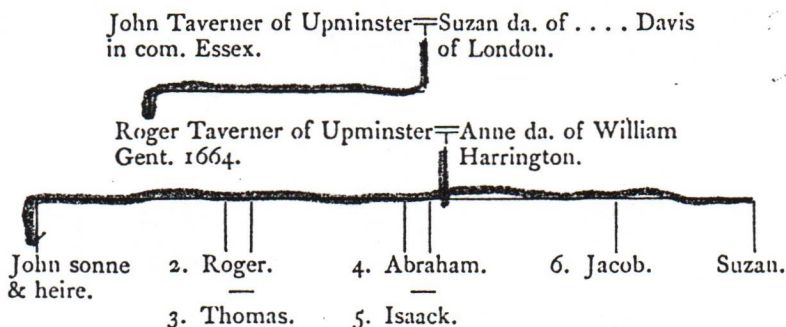 John Taverner of Upminster=Suzan da. of .... Davis
in com. Essex. of London.
Roger Taverner of Upminster=Anne da. of William
Gent. 1664. Harrington.
John sonne 2. Roger. 4. Abraham. 6. Jacob. Suzan.
& heire.
3. Thomas. 5. Isaack.